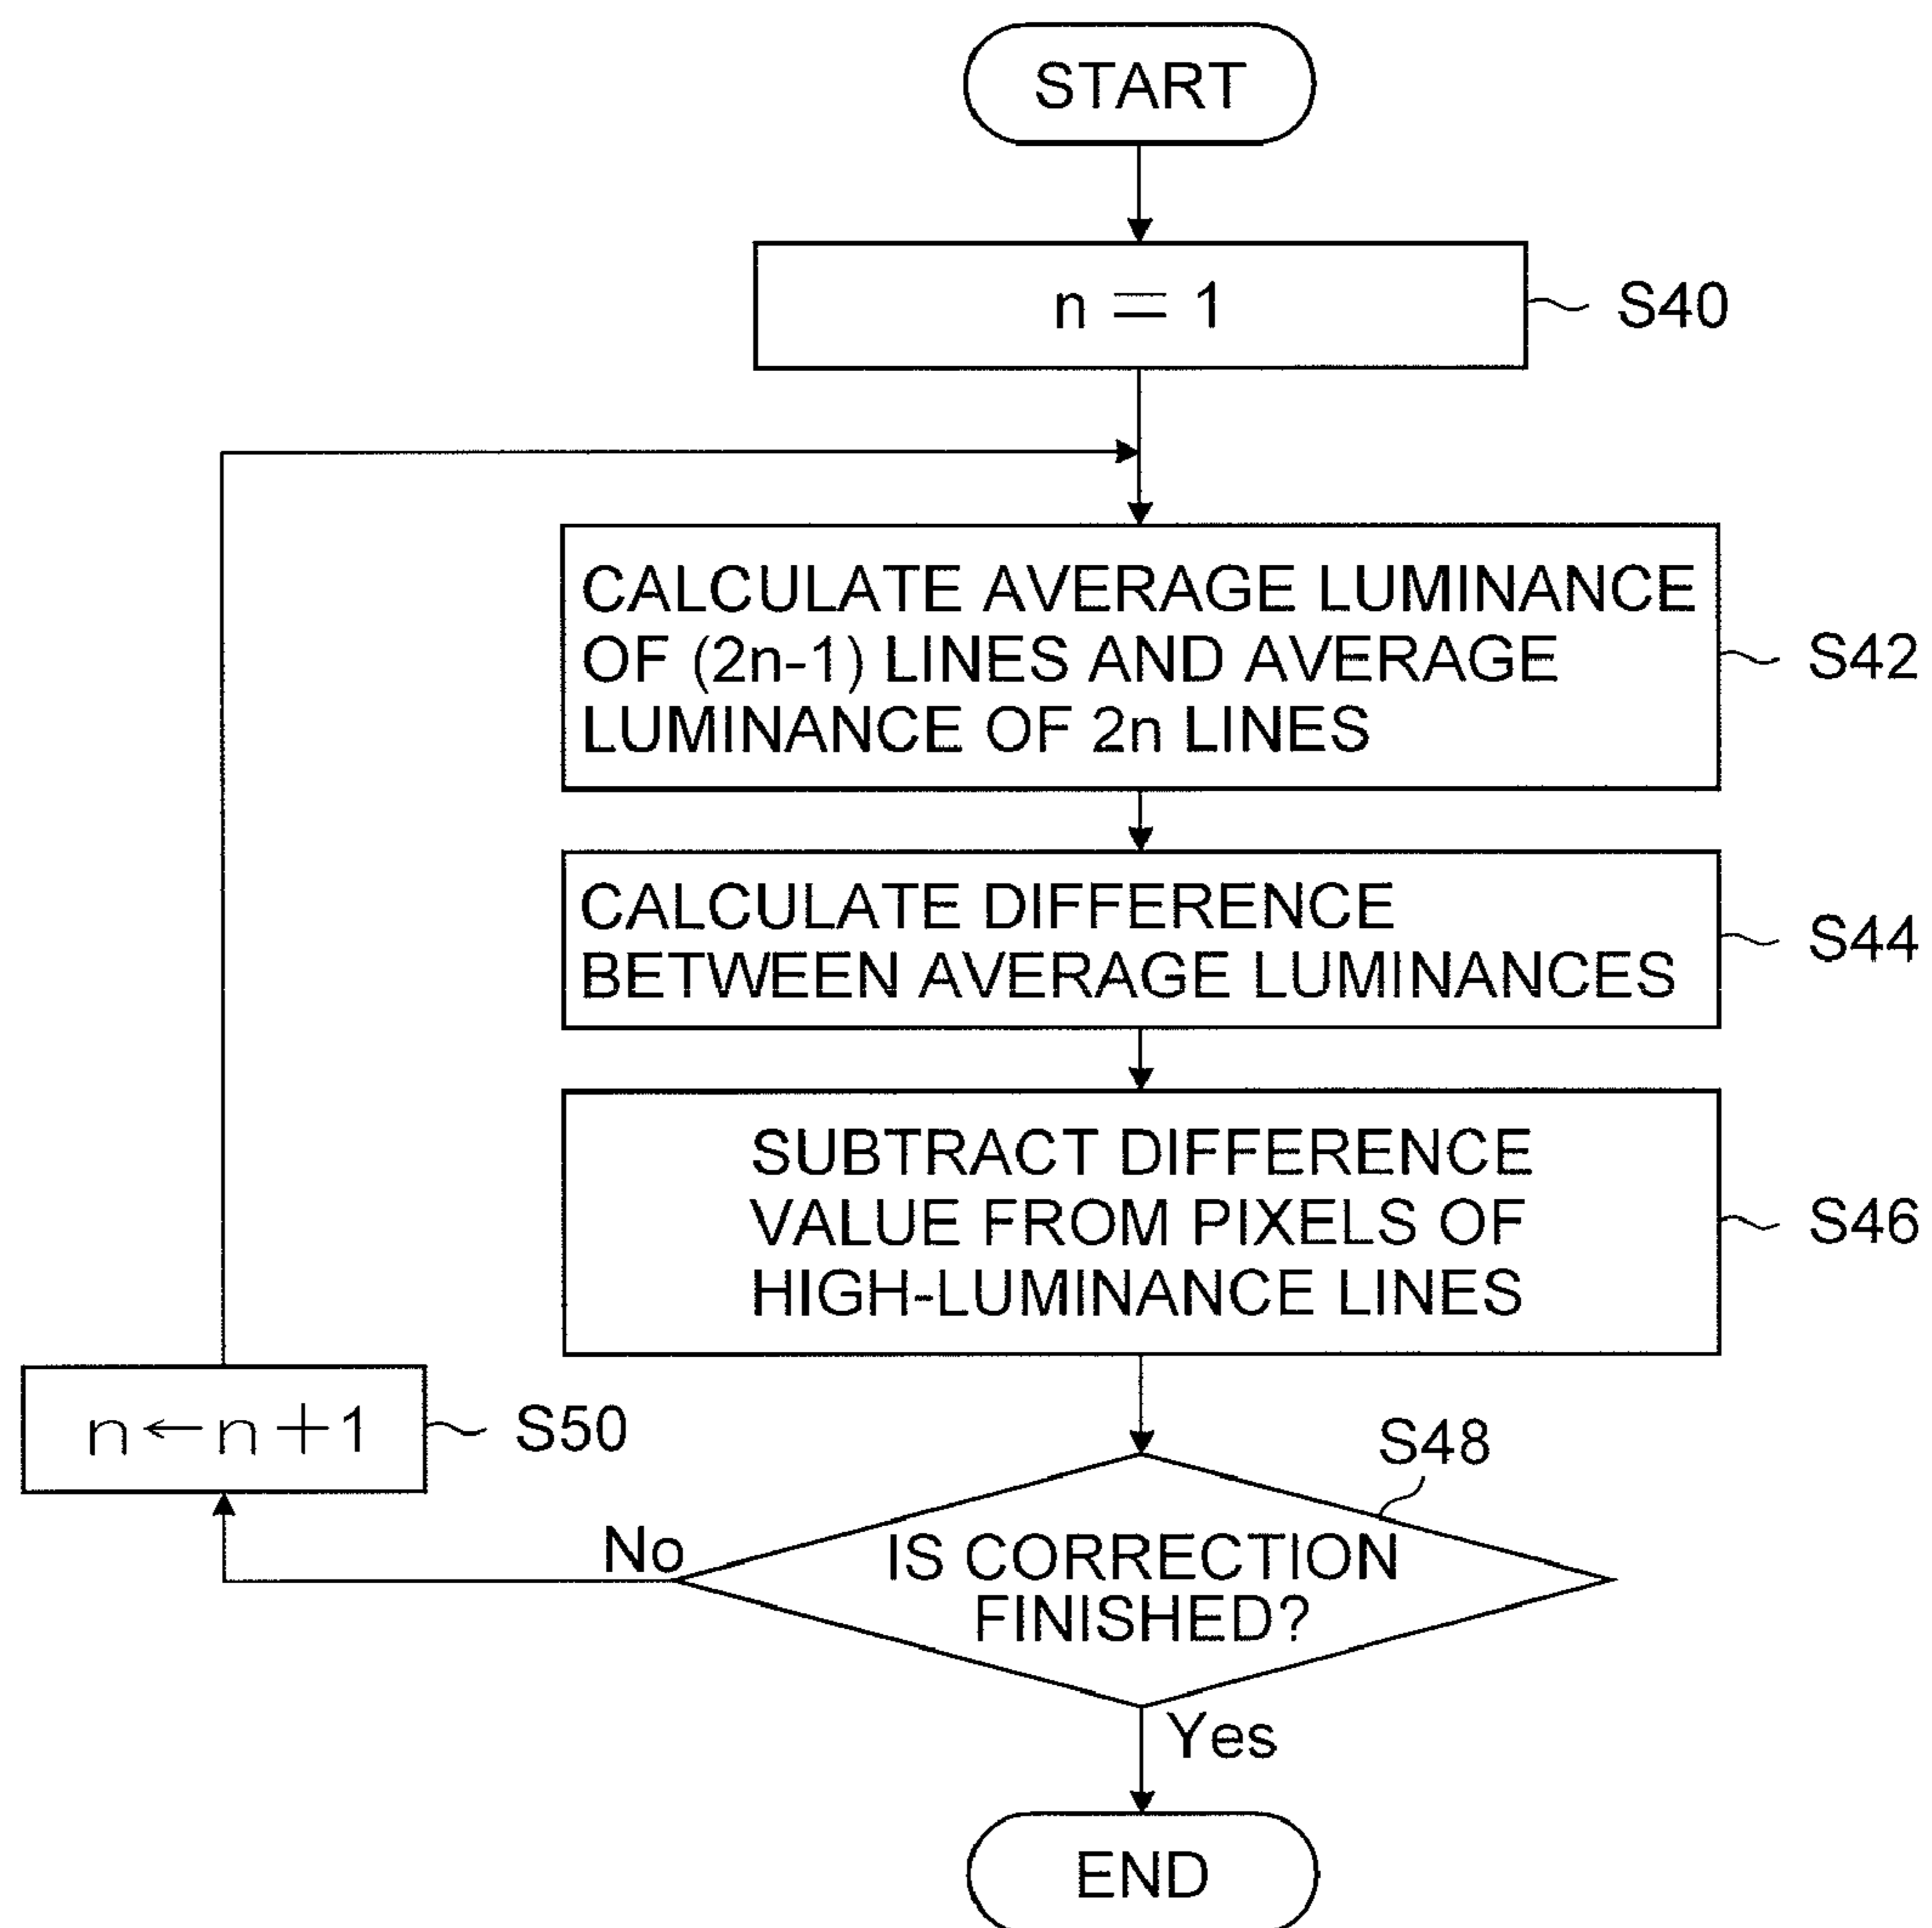 START
n = 1
S40
CALCULATE AVERAGE LUMINANCE
OF (2n-1) LINES AND AVERAGE
LUMINANCE OF 2n LINES
S42
CALCULATE DIFFERENCE
BETWEEN AVERAGE LUMINANCES
S44
SUBTRACT DIFFERENCE
VALUE FROM PIXELS OF
HIGH-LUMINANCE LINES
S46
n←n+1
S50
S48
IS CORRECTION
FINISHED?
No
Yes
END